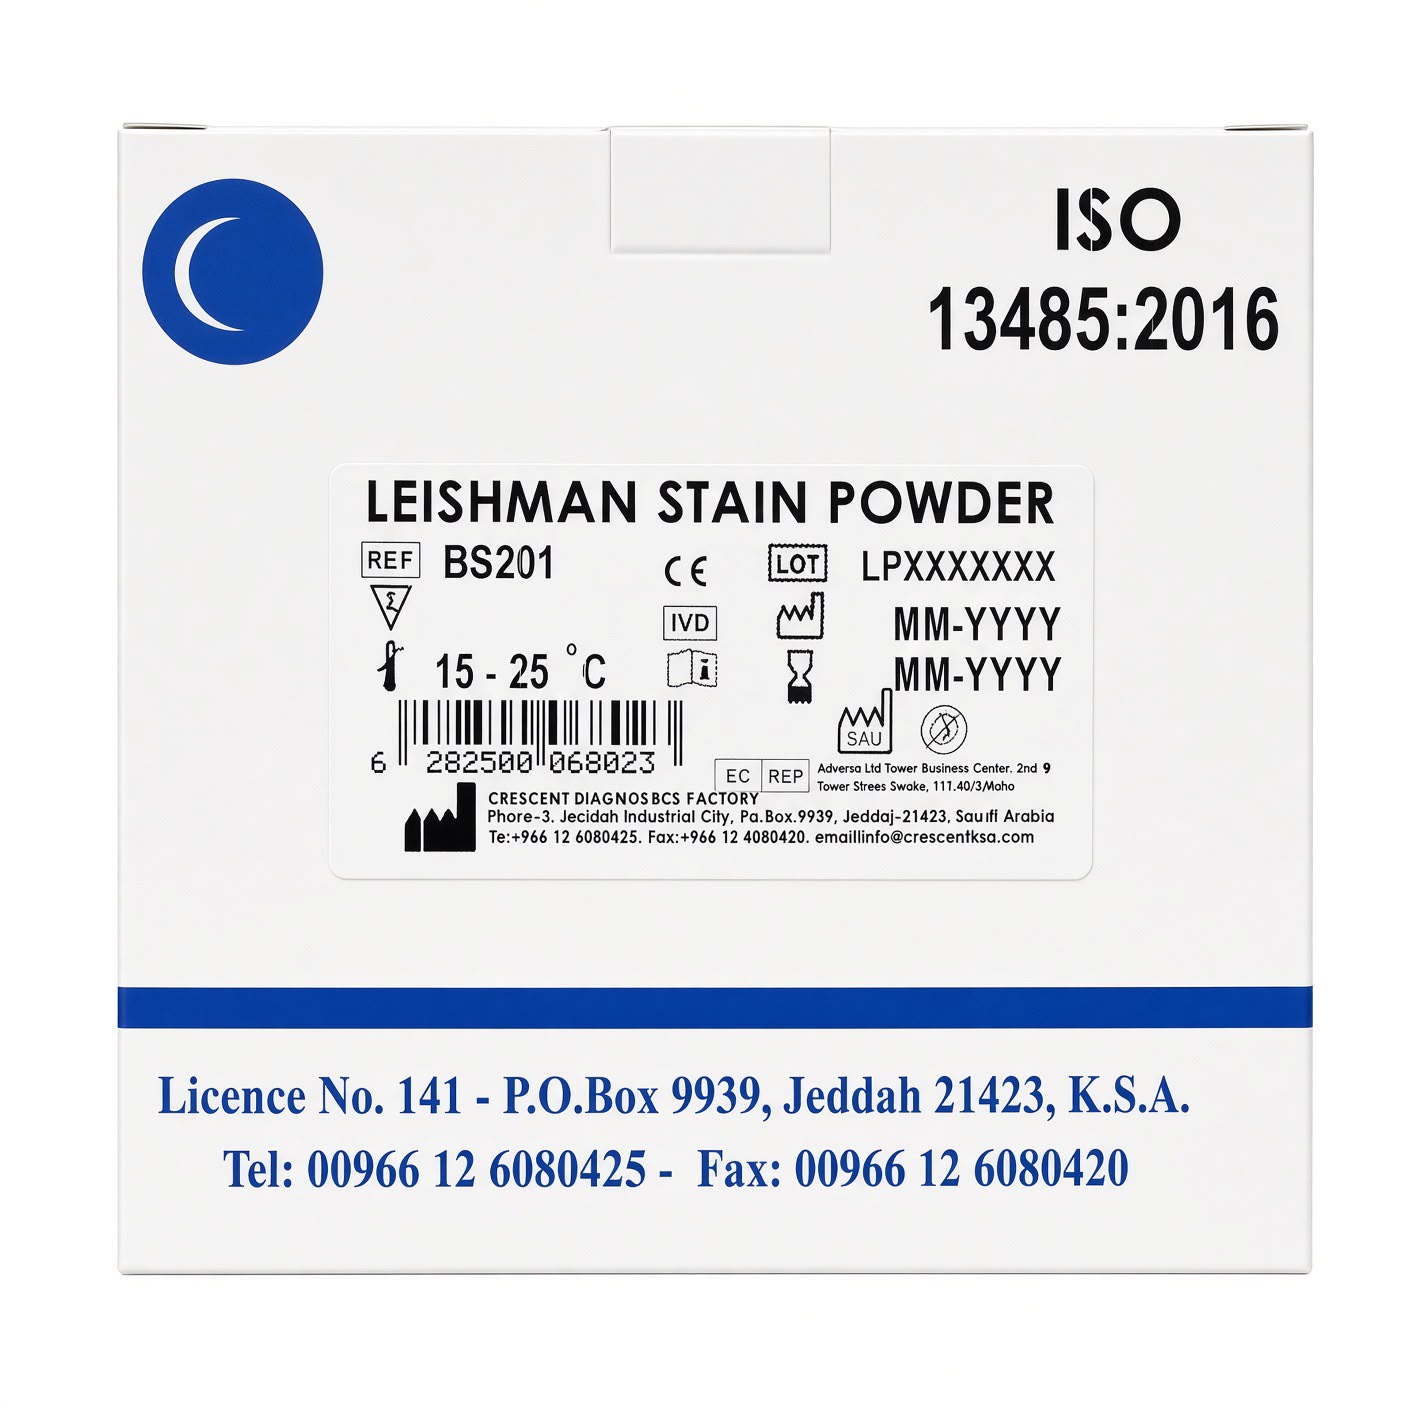 ISO
13485:2016
LEISHMAN STAIN POWDER
REF BS201 CE LOT LPXXXXXXX
Σ
IVD MM-YYYY
15 - 25 °C i MM-YYYY
SAU
6 282500 068023
EC REP Adversa Ltd Tower Business Center. 2nd 9
Tower Strees Swake, 111.40/3/Maho
CRESCENT DIAGNOSBCS FACTORY
Phore-3. Jecidah Industrial City, Pa.Box.9939, Jeddaj-21423, Sauifi Arabia
Te:+966 12 6080425. Fax:+966 12 4080420. emaillinfo@crescentksa.com
Licence No. 141 - P.O.Box 9939, Jeddah 21423, K.S.A.
Tel: 00966 12 6080425 - Fax: 00966 12 6080420